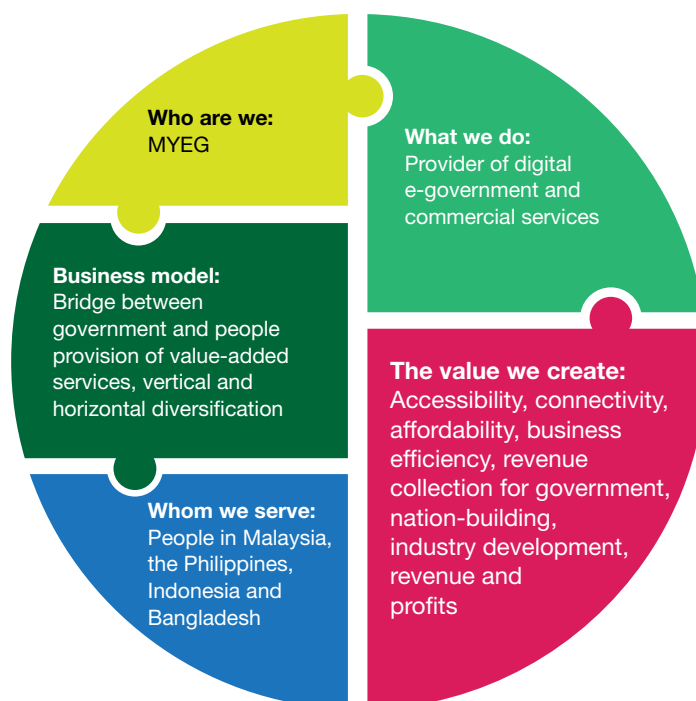 Who are we:
MYEG
What we do:
Provider of digital
e-government and
commercial services
Business model:
Bridge between
government and people
provision of value-added
services, vertical and
horizontal diversification
The value we create:
Accessibility, connectivity,
affordability, business
efficiency, revenue
collection for government,
nation-building,
industry development,
revenue and
profits
Whom we serve:
People in Malaysia,
the Philippines,
Indonesia and
Bangladesh